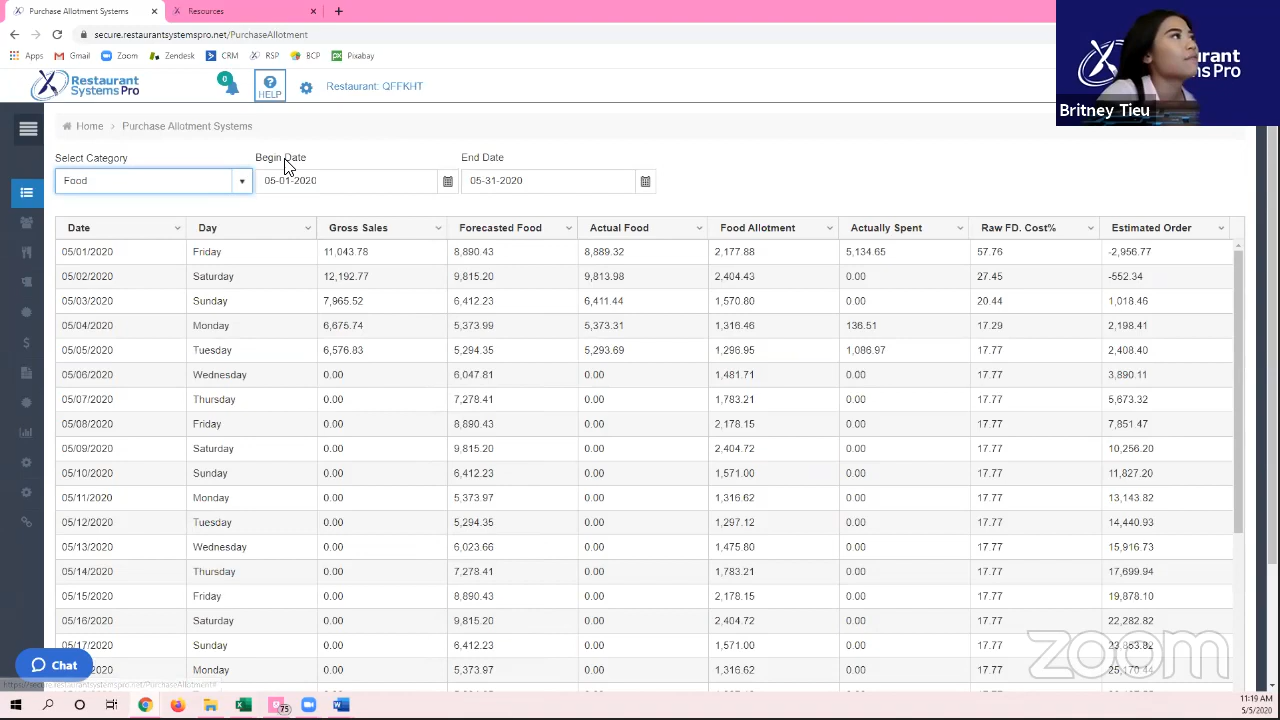 Purchase Allotment Systems
Resources
secure.restaurantsystemspro.net/PurchaseAllotment
Apps Gmail Zoom Zendesk CRM RSP BCP Pixabay
Restaurant Systems Pro
0
HELP
Restaurant: QFFKHT
urant
s Pro
Britney Tieu
Home > Purchase Allotment Systems
Select Category Begin Date End Date
Food 05-01-2020 05-31-2020
Date Day Gross Sales Forecasted Food Actual Food Food Allotment Actually Spent Raw FD. Cost% Estimated Order
05/01/2020 Friday 11,043.78 8,890.43 8,889.32 2,177.88 5,134.65 57.76 -2,956.77
05/02/2020 Saturday 12,192.77 9,815.20 9,813.98 2,404.43 0.00 27.45 -552.34
05/03/2020 Sunday 7,965.52 6,412.23 6,411.44 1,570.80 0.00 20.44 1,018.46
05/04/2020 Monday 6,675.74 5,373.99 5,373.31 1,316.46 136.51 17.29 2,198.41
05/05/2020 Tuesday 6,576.83 5,294.35 5,293.69 1,296.95 1,086.97 17.77 2,408.40
05/06/2020 Wednesday 0.00 6,047.81 0.00 1,481.71 0.00 17.77 3,890.11
05/07/2020 Thursday 0.00 7,278.41 0.00 1,783.21 0.00 17.77 5,673.32
05/08/2020 Friday 0.00 8,890.43 0.00 2,178.15 0.00 17.77 7,851.47
05/09/2020 Saturday 0.00 9,815.20 0.00 2,404.72 0.00 17.77 10,256.20
05/10/2020 Sunday 0.00 6,412.23 0.00 1,571.00 0.00 17.77 11,827.20
05/11/2020 Monday 0.00 5,373.97 0.00 1,316.62 0.00 17.77 13,143.82
05/12/2020 Tuesday 0.00 5,294.35 0.00 1,297.12 0.00 17.77 14,440.93
05/13/2020 Wednesday 0.00 6,023.66 0.00 1,475.80 0.00 17.77 15,916.73
05/14/2020 Thursday 0.00 7,278.41 0.00 1,783.21 0.00 17.77 17,699.94
05/15/2020 Friday 0.00 8,890.43 0.00 2,178.15 0.00 17.77 19,878.10
05/16/2020 Saturday 0.00 9,815.20 0.00 2,404.72 0.00 17.77 22,282.82
05/17/2020 Sunday 0.00 6,412.23 0.00 1,571.00 0.00 17.77 23,853.82
Monday 0.00 5,373.97 0.00 1,316.62 0.00 17.77 25,170.44
Chat
zoom
https://secure.restaurantsystemspro.net/PurchaseAllotment#
75
11:19 AM
5/5/2020